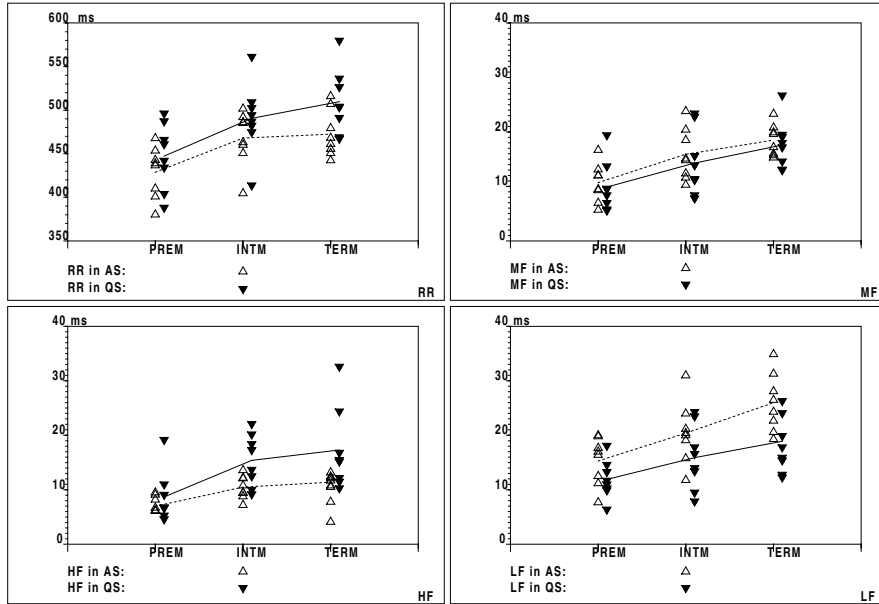 600 ms
550
500
450
400
350
PREM INTM TERM
RR in AS:
RR in QS:
RR
40 ms
30
20
10
0
PREM INTM TERM
MF in AS:
MF in QS:
MF
40 ms
30
20
10
0
PREM INTM TERM
HF in AS:
HF in QS:
HF
40 ms
30
20
10
0
PREM INTM TERM
LF in AS:
LF in QS:
LF